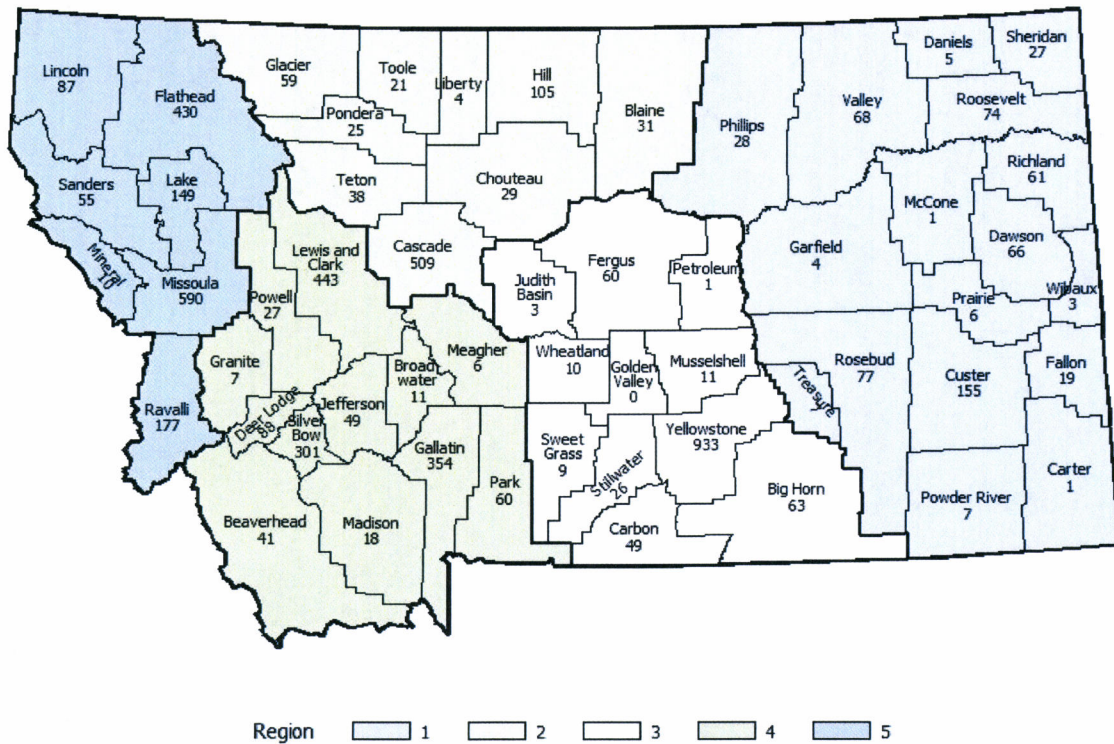 Lincoln
87
Flathead
430
Sanders
55
Lake
149
Mineral
10
Missoula
590
Ravalli
177
Glacier
59
Toole
21
Liberty
4
Hill
105
Blaine
31
Pondera
25
Teton
38
Chouteau
29
Cascade
509
Phillips
28
Valley
68
Daniels
5
Sheridan
27
Roosevelt
74
Richland
61
McCone
1
Garfield
4
Dawson
66
Wibaux
3
Prairie
6
Rosebud
77
Treasure
7
Custer
155
Fallon
19
Powder River
7
Carter
1
Judith
Basin
3
Fergus
60
Petroleum
1
Wheatland
10
Golden
Valley
0
Musselshell
11
Sweet
Grass
9
Stillwater
26
Yellowstone
933
Carbon
49
Big Horn
63
Lewis and
Clark
443
Powell
27
Granite
7
Deer Lodge
88
Silver
Bow
301
Jefferson
49
Broad
water
11
Meagher
6
Gallatin
354
Park
60
Beaverhead
41
Madison
18
Region 1 2 3 4 5